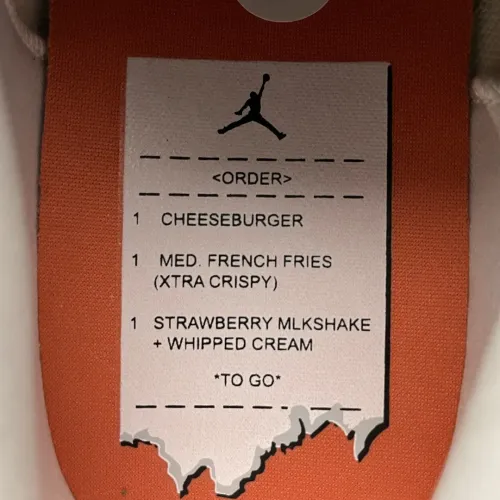 <ORDER>
1 CHEESEBURGER
1 MED. FRENCH FRIES
(XTRA CRISPY)
1 STRAWBERRY MLKSHAKE
+ WHIPPED CREAM
*TO GO*